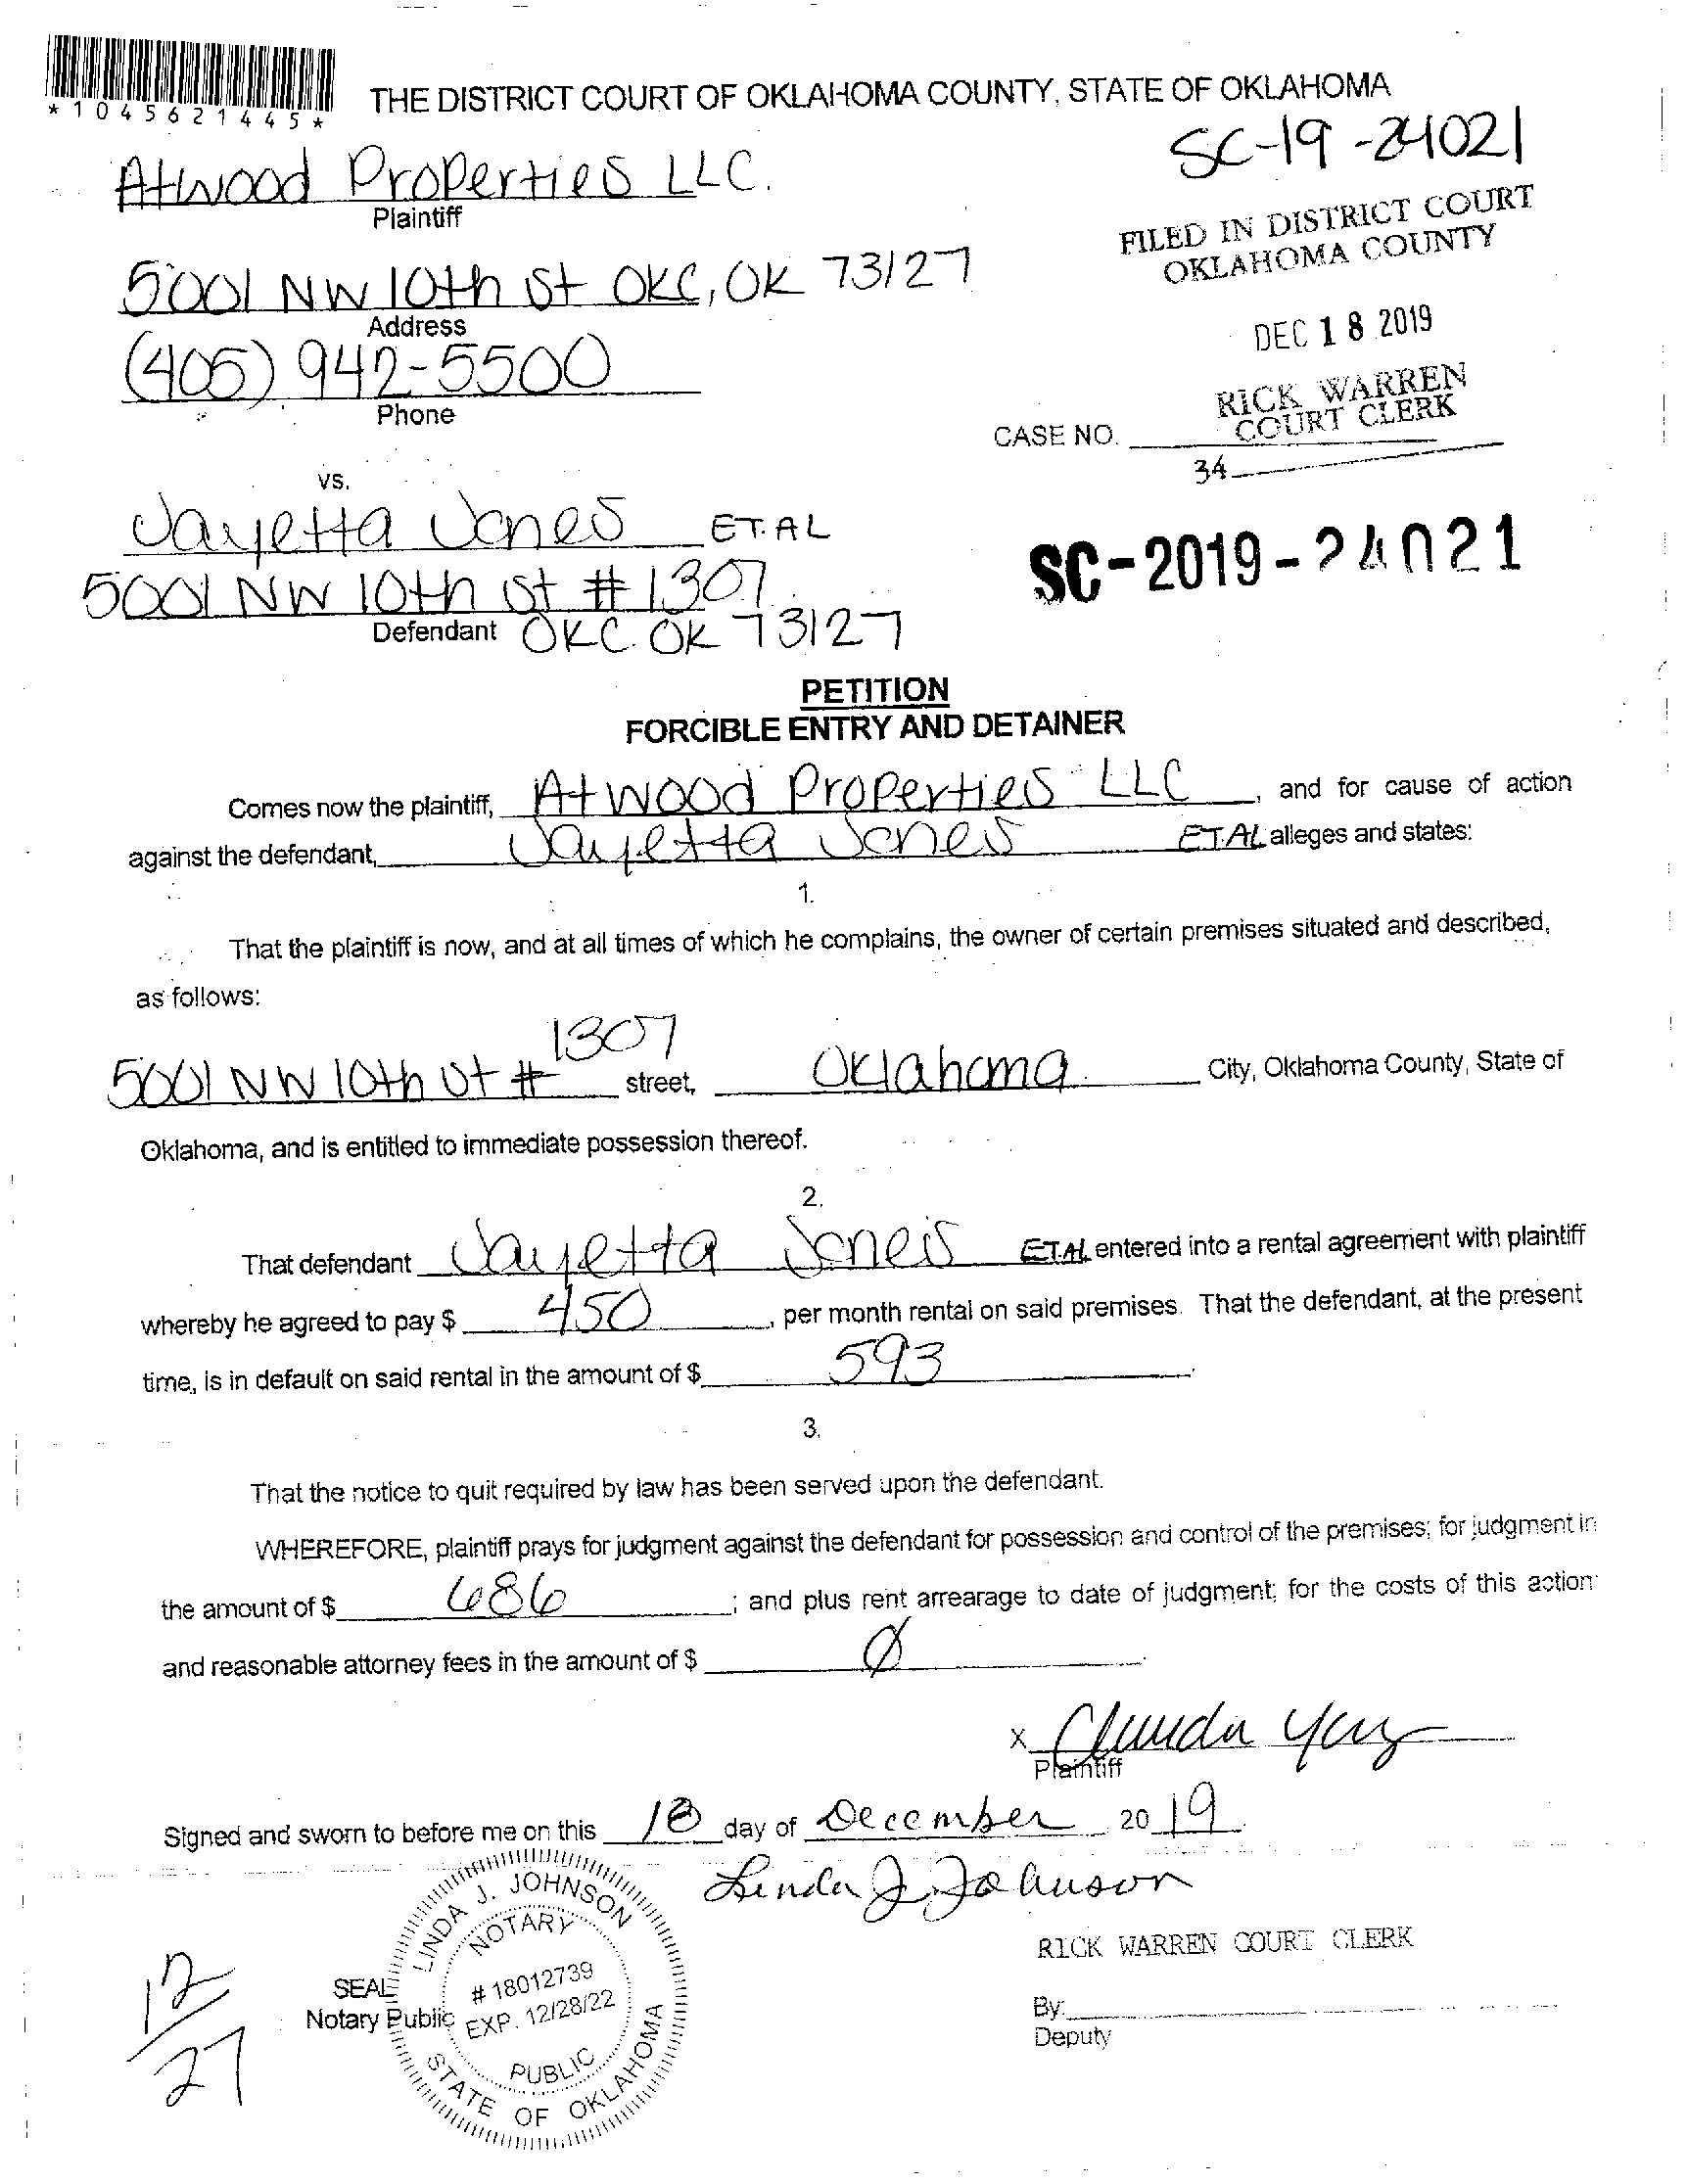 *1045621445*
THE DISTRICT COURT OF OKLAHOMA COUNTY, STATE OF OKLAHOMA
SC-19-24021
Atwood Properties LLC.
Plaintiff
FILED IN DISTRICT COURT
OKLAHOMA COUNTY
5001 NW 10th St OKC, OK 73127
Address
DEC 18 2019
(405) 942-5500
Phone
RICK WARREN
COURT CLERK
CASE NO.
34
vs.
Jayetta Jones ET.AL
SC-2019-24021
5001 NW 10th St # 1307
Defendant OKC. OK 73127
PETITION
FORCIBLE ENTRY AND DETAINER
Comes now the plaintiff, Atwood Properties LLC, and for cause of action
against the defendant, Jayetta Jones ET.AL alleges and states:
1.
That the plaintiff is now, and at all times of which he complains, the owner of certain premises situated and described,
as follows:
5001 NW 10th St # 1307 street, Oklahoma City, Oklahoma County, State of
Oklahoma, and is entitled to immediate possession thereof.
2.
That defendant Jayetta Jones ET.AL entered into a rental agreement with plaintiff
whereby he agreed to pay $ 450, per month rental on said premises. That the defendant, at the present
time, is in default on said rental in the amount of $ 593.
3.
That the notice to quit required by law has been served upon the defendant.
WHEREFORE, plaintiff prays for judgment against the defendant for possession and control of the premises; for judgment in
the amount of $ 686; and plus rent arrearage to date of judgment; for the costs of this action
and reasonable attorney fees in the amount of $ Ø.
x
Plaintiff
Signed and sworn to before me on this 18 day of December 2019
Linda J. Johnson
LINDA J. JOHNSON
NOTARY
# 18012739
EXP. 12/28/22
PUBLIC
STATE OF OKLAHOMA
SEAL
Notary Public
RICK WARREN COURT CLERK
By:
Deputy
12
27